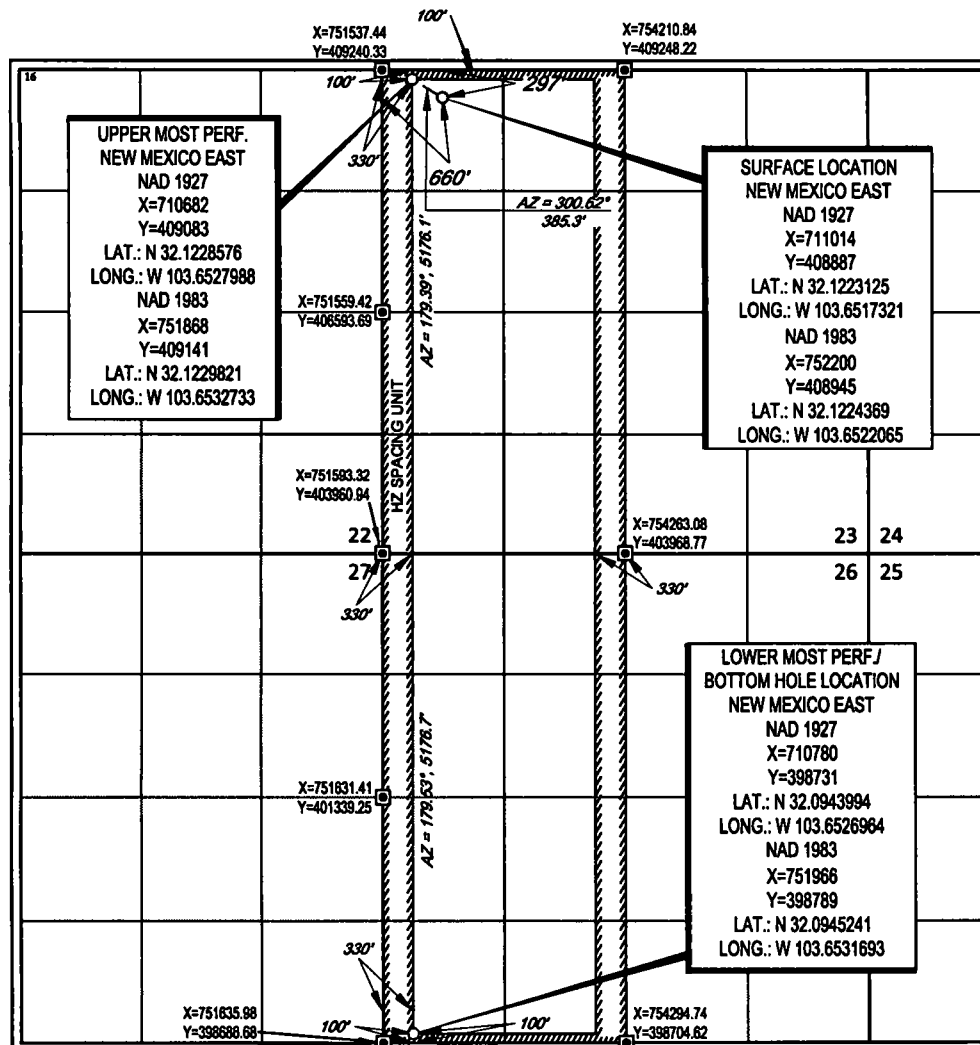 100'
X=751537.44
Y=409240.33
X=754210.84
Y=409248.22
16
100'
297'
330'
660'
AZ = 300.62°
385.3'
UPPER MOST PERF.
NEW MEXICO EAST
NAD 1927
X=710682
Y=409083
LAT.: N 32.1228576
LONG.: W 103.6527988
NAD 1983
X=751868
Y=409141
LAT.: N 32.1229821
LONG.: W 103.6532733
SURFACE LOCATION
NEW MEXICO EAST
NAD 1927
X=711014
Y=408887
LAT.: N 32.1223125
LONG.: W 103.6517321
NAD 1983
X=752200
Y=408945
LAT.: N 32.1224369
LONG.: W 103.6522065
AZ = 179.39°, 5176.1'
X=751559.42
Y=406593.69
HZ SPACING UNIT
X=751593.32
Y=403960.94
22
27
330'
X=754263.08
Y=403968.77
330'
23
24
26
25
LOWER MOST PERF./
BOTTOM HOLE LOCATION
NEW MEXICO EAST
NAD 1927
X=710780
Y=398731
LAT.: N 32.0943994
LONG.: W 103.6526964
NAD 1983
X=751966
Y=398789
LAT.: N 32.0945241
LONG.: W 103.6531693
X=751631.41
Y=401339.25
AZ = 179.53°, 5176.7'
330'
X=751635.98
Y=398688.68
100'
100'
X=754294.74
Y=398704.62